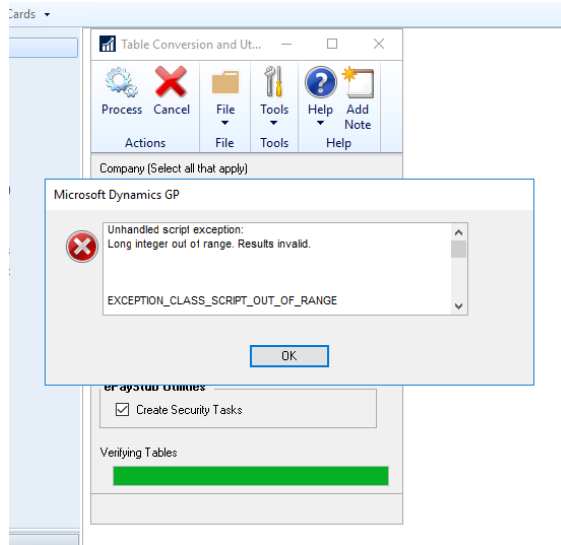 Cards
Table Conversion and Ut...
Process Cancel File Tools Help Add Note
Actions File Tools Help
Company (Select all that apply)
Microsoft Dynamics GP
Unhandled script exception:
Long integer out of range. Results invalid.
EXCEPTION_CLASS_SCRIPT_OUT_OF_RANGE
OK
ePayStub Utilities
Create Security Tasks
Verifying Tables